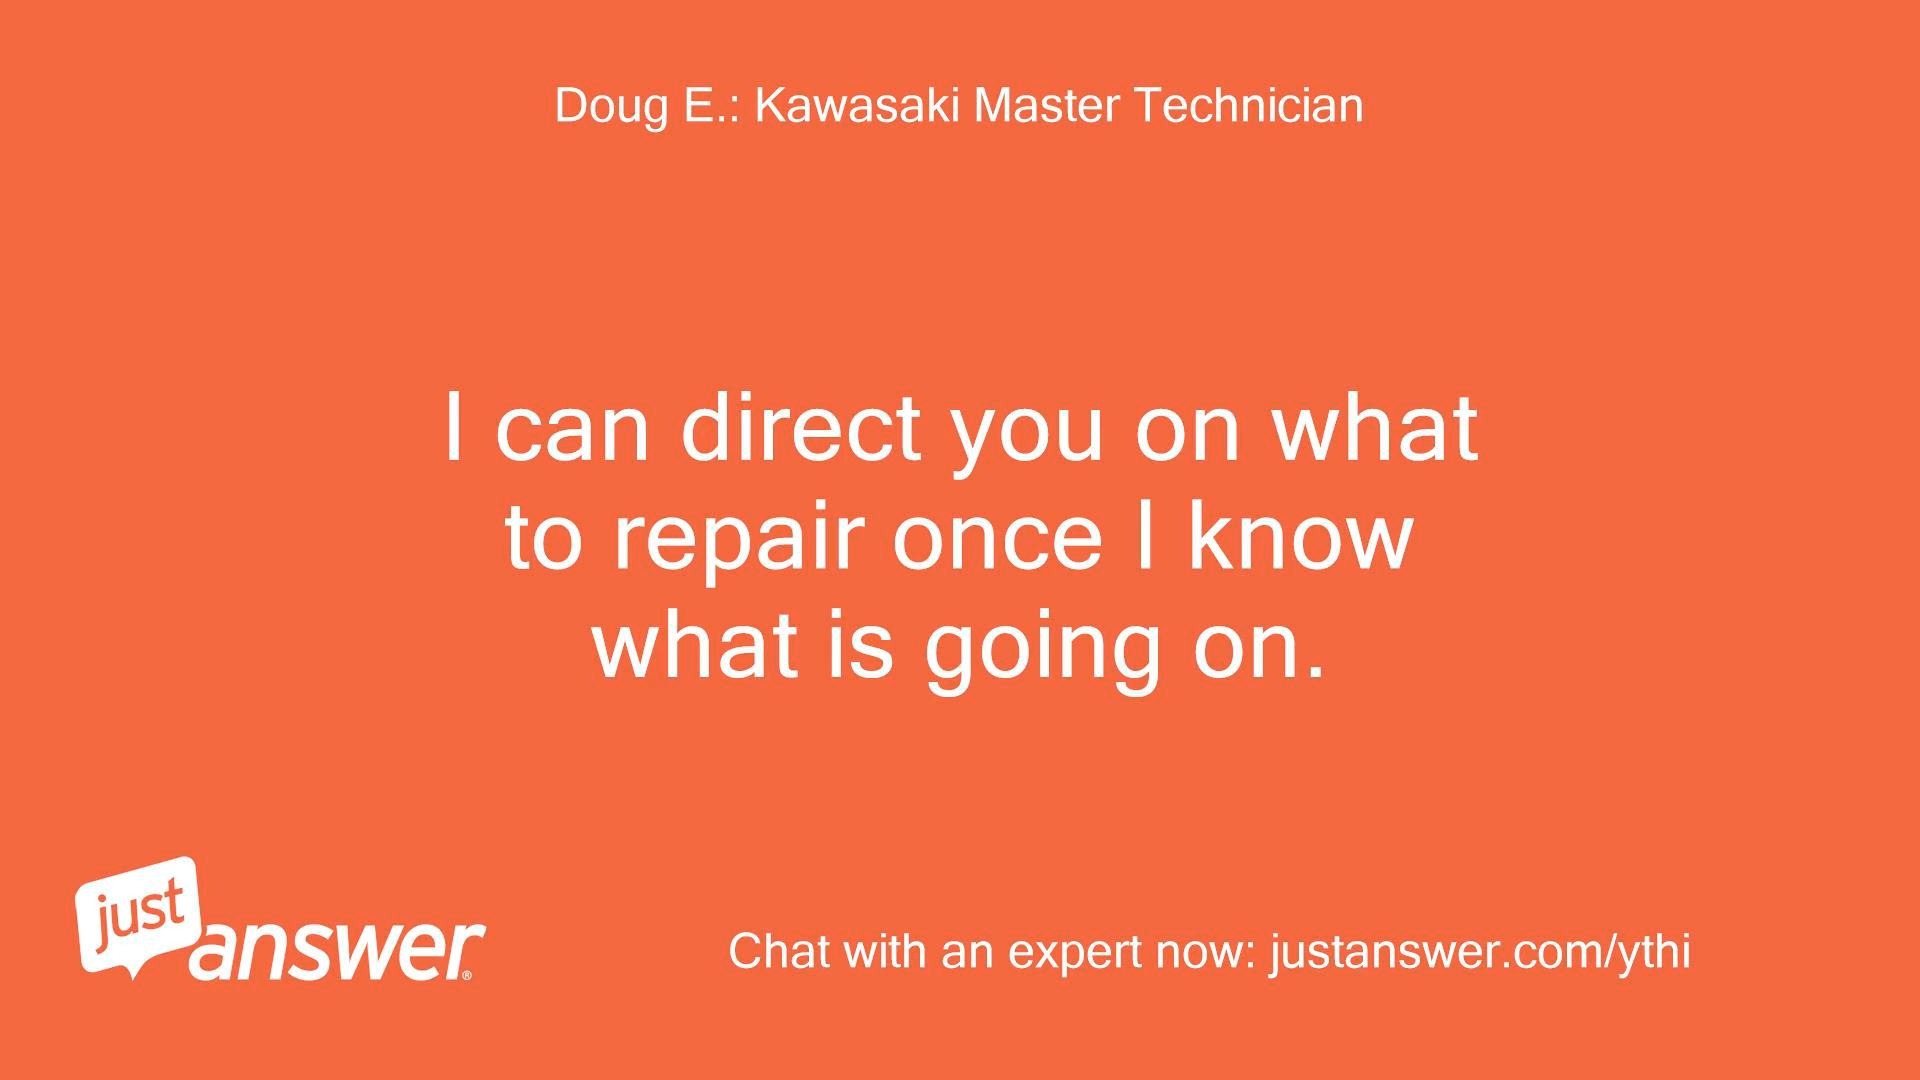 Doug E.: Kawasaki Master Technician
I can direct you on what
to repair once I know
what is going on.
just
answer®
Chat with an expert now: justanswer.com/ythi